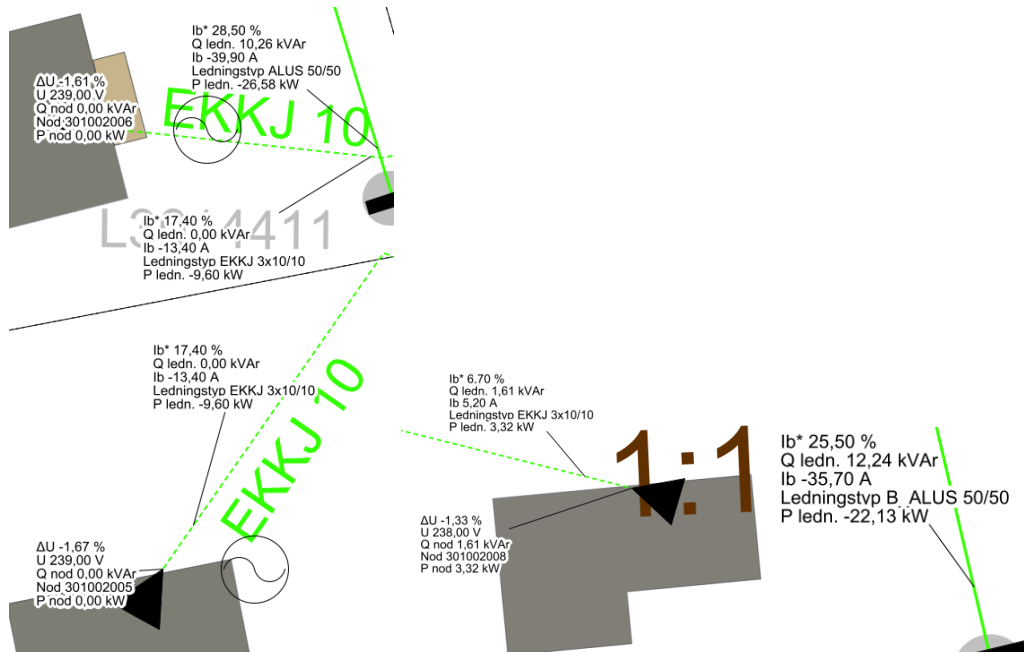 Ib* 28,50 %
Q ledn. 10,26 kVAr
Ib -39,90 A
Ledningstyp ALUS 50/50
P ledn. -26,58 kW
ΔU -1,61 %
U 239,00 V
Q nod 0,00 kVAr
Nod 301002006
P nod 0,00 kW
EKKJ 10
4411
Ib* 17,40 %
Q ledn. 0,00 kVAr
Ib -13,40 A
Ledningstyp EKKJ 3x10/10
P ledn. -9,60 kW
Ib* 17,40 %
Q ledn. 0,00 kVAr
Ib -13,40 A
Ledningstyp EKKJ 3x10/10
P ledn. -9,60 kW
EKKJ 10
ΔU -1,67 %
U 239,00 V
Q nod 0,00 kVAr
Nod 301002005
P nod 0,00 kW
Ib* 6,70 %
Q ledn. 1,61 kVAr
Ib 5,20 A
Ledningstyp EKKJ 3x10/10
P ledn. 3,32 kW
1:1
ΔU -1,33 %
U 238,00 V
Q nod 1,61 kVAr
Nod 301002008
P nod 3,32 kW
Ib* 25,50 %
Q ledn. 12,24 kVAr
Ib -35,70 A
Ledningstyp B_ALUS 50/50
P ledn. -22,13 kW